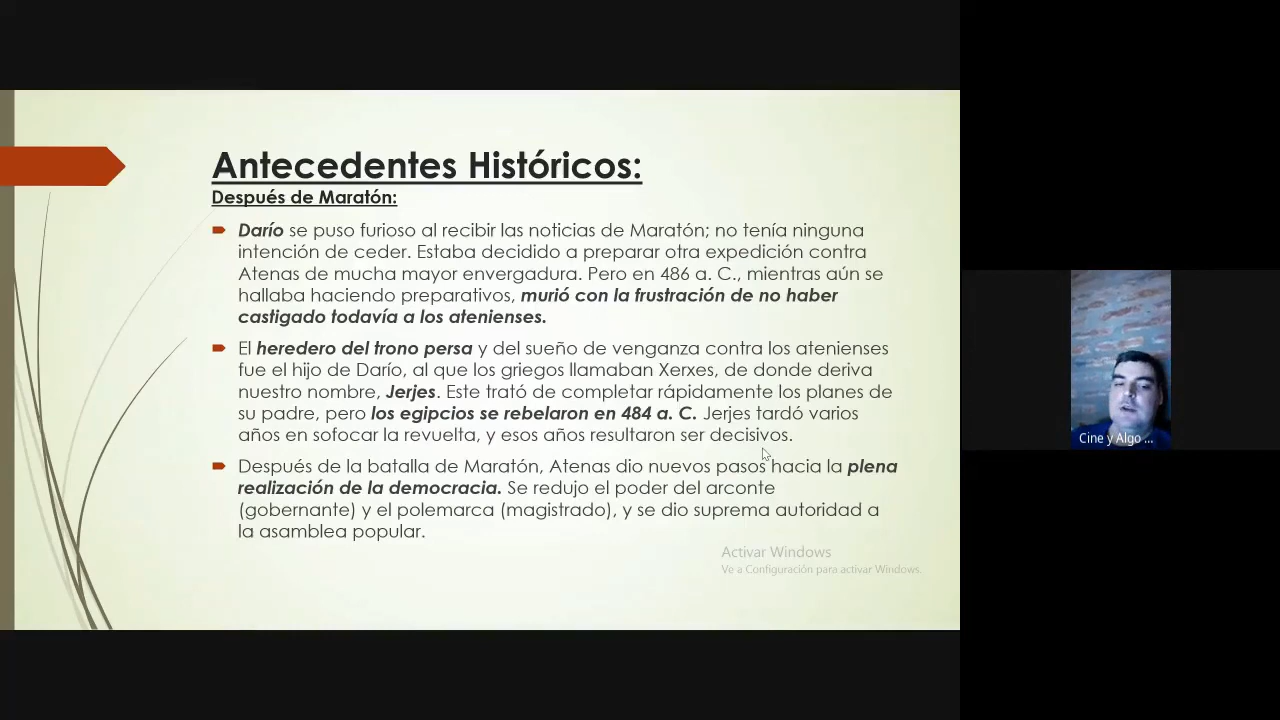 Antecedentes Históricos:
Después de Maratón:
Darío se puso furioso al recibir las noticias de Maratón; no tenía ninguna
intención de ceder. Estaba decidido a preparar otra expedición contra
Atenas de mucha mayor envergadura. Pero en 486 a. C., mientras aún se
hallaba haciendo preparativos, murió con la frustración de no haber
castigado todavía a los atenienses.
El heredero del trono persa y del sueño de venganza contra los atenienses
fue el hijo de Darío, al que los griegos llamaban Xerxes, de donde deriva
nuestro nombre, Jerjes. Este trató de completar rápidamente los planes de
su padre, pero los egipcios se rebelaron en 484 a. C. Jerjes tardó varios
años en sofocar la revuelta, y esos años resultaron ser decisivos.
Después de la batalla de Maratón, Atenas dio nuevos pasos hacia la plena
realización de la democracia. Se redujo el poder del arconte
(gobernante) y el polemarca (magistrado), y se dio suprema autoridad a
la asamblea popular.
Activar Windows
Ve a Configuración para activar Windows.
Cine y Algo ...